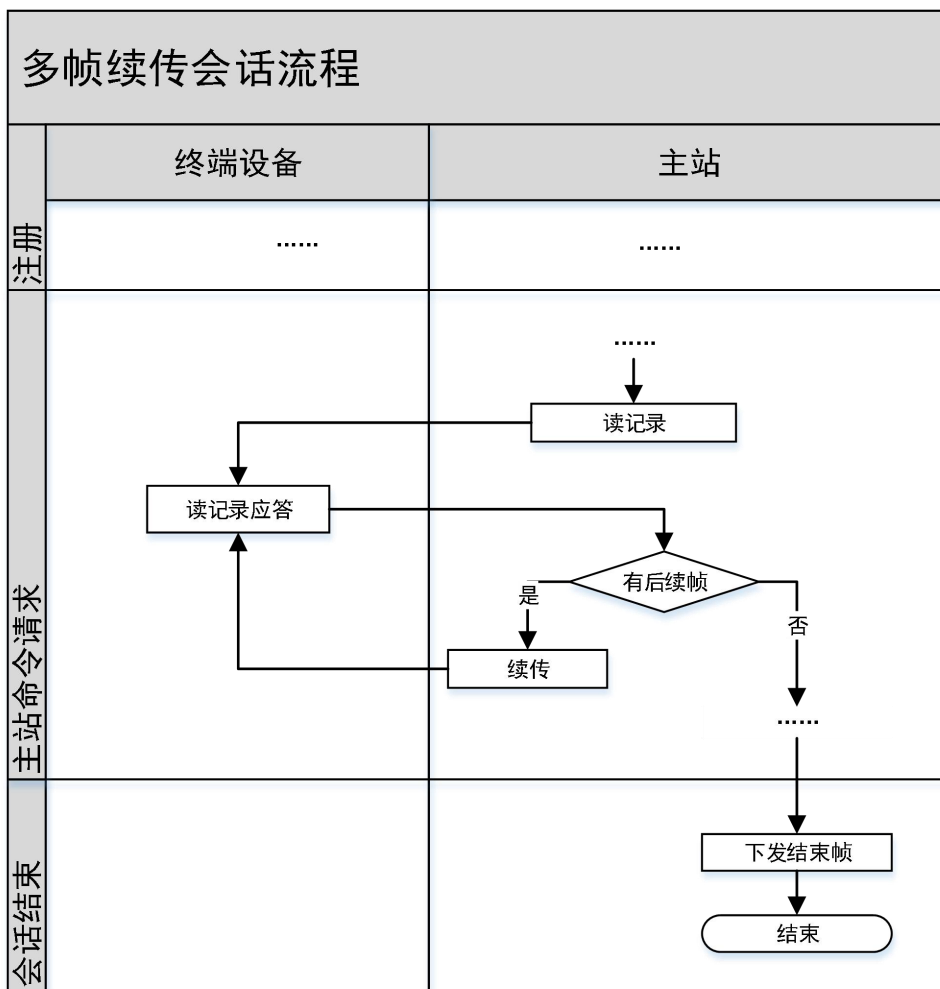 多帧续传会话流程
终端设备
主站
注册
……
……
主站命令请求
……
读记录
读记录应答
有后续帧
是
否
续传
……
会话结束
下发结束帧
结束